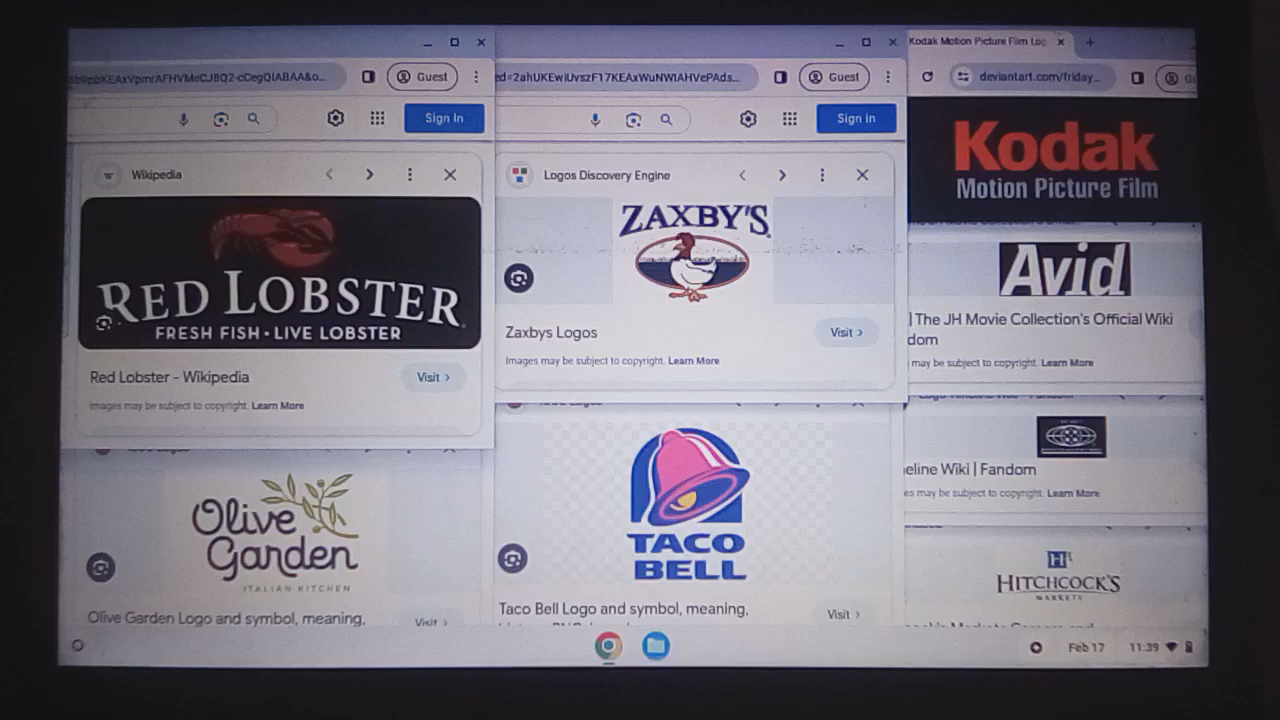 Kodak Motion Picture Film Log
Guest
Guest
deviantart.com/friday...
Sign in
Sign in
Wikipedia
RED LOBSTER
FRESH FISH • LIVE LOBSTER
Red Lobster - Wikipedia
Visit
Images may be subject to copyright. Learn More
Olive
Garden
ITALIAN KITCHEN
Olive Garden Logo and symbol, meaning,
Visit
Logos Discovery Engine
ZAXBY'S
Zaxbys Logos
Visit
Images may be subject to copyright. Learn More
TACO
BELL
Taco Bell Logo and symbol, meaning,
Visit
Kodak
Motion Picture Film
Avid
| The JH Movie Collection's Official Wiki
dom
may be subject to copyright. Learn More
eline Wiki | Fandom
es may be subject to copyright. Learn More
H
HITCHCOCK'S
MARKETS
Feb 17
11:39